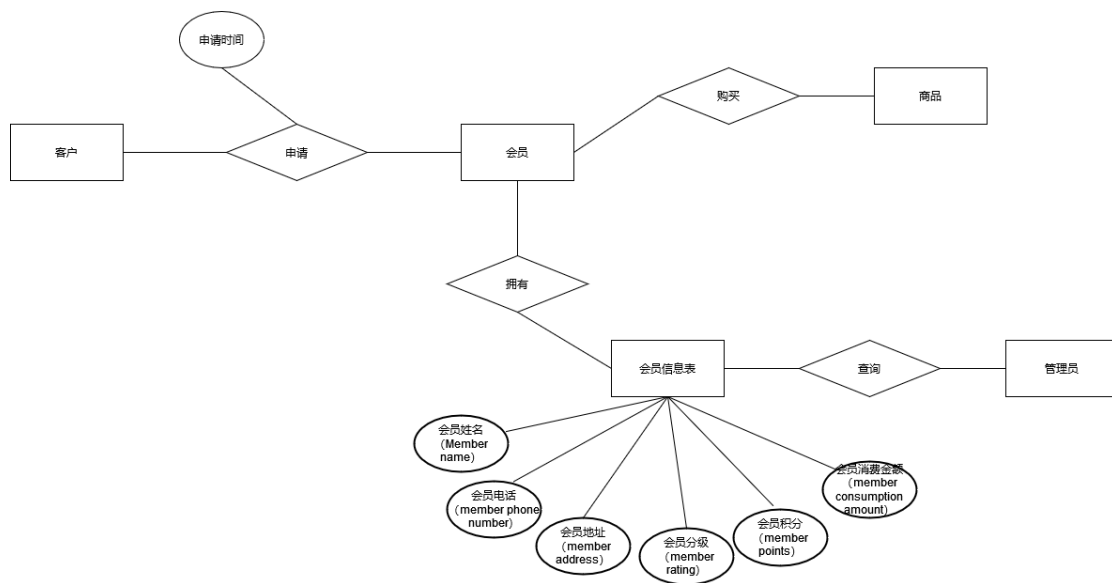 申请时间
购买
商品
客户
申请
会员
拥有
会员信息表
查询
管理员
会员姓名
（Member
name）
会员电话
（member phone
number）
会员地址
（member
address）
会员分级
（member
rating）
会员积分
（member
points）
会员消费金额
（member
consumption
amount）